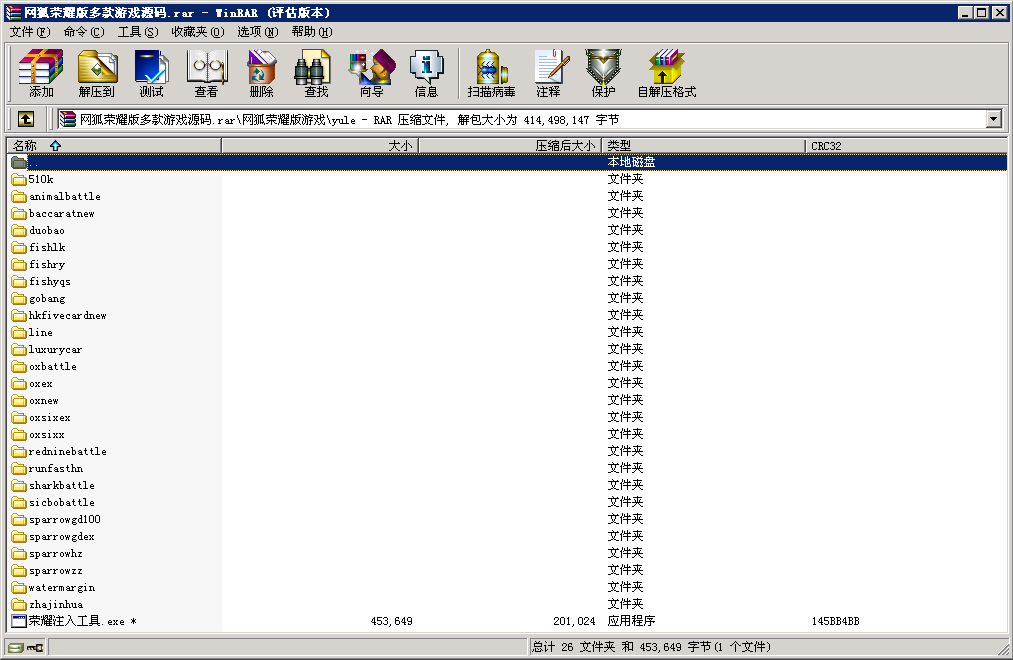 网狐荣耀版多款游戏源码.rar - WinRAR (评估版本)
文件(F) 命令(C) 工具(S) 收藏夹(O) 选项(N) 帮助(H)
添加 解压到 测试 查看 删除 查找 向导 信息 扫描病毒 注释 保护 自解压格式
网狐荣耀版多款游戏源码.rar\网狐荣耀版游戏\yule - RAR 压缩文件, 解包大小为 414,498,147 字节
名称 大小 压缩后大小 类型 CRC32
.. 本地磁盘
510k 文件夹
animalbattle 文件夹
baccaratnew 文件夹
duobao 文件夹
fishlk 文件夹
fishry 文件夹
fishyqs 文件夹
gobang 文件夹
hkfivecardnew 文件夹
line 文件夹
luxurycar 文件夹
oxbattle 文件夹
oxex 文件夹
oxnew 文件夹
oxsixex 文件夹
oxsixx 文件夹
redninebattle 文件夹
runfasthn 文件夹
sharkbattle 文件夹
sicbobattle 文件夹
sparrowgd100 文件夹
sparrowgdex 文件夹
sparrowhz 文件夹
sparrowzz 文件夹
watermargin 文件夹
zhajinhua 文件夹
荣耀注入工具.exe * 453,649 201,024 应用程序 145BB4BB
总计 26 文件夹 和 453,649 字节(1 个文件)